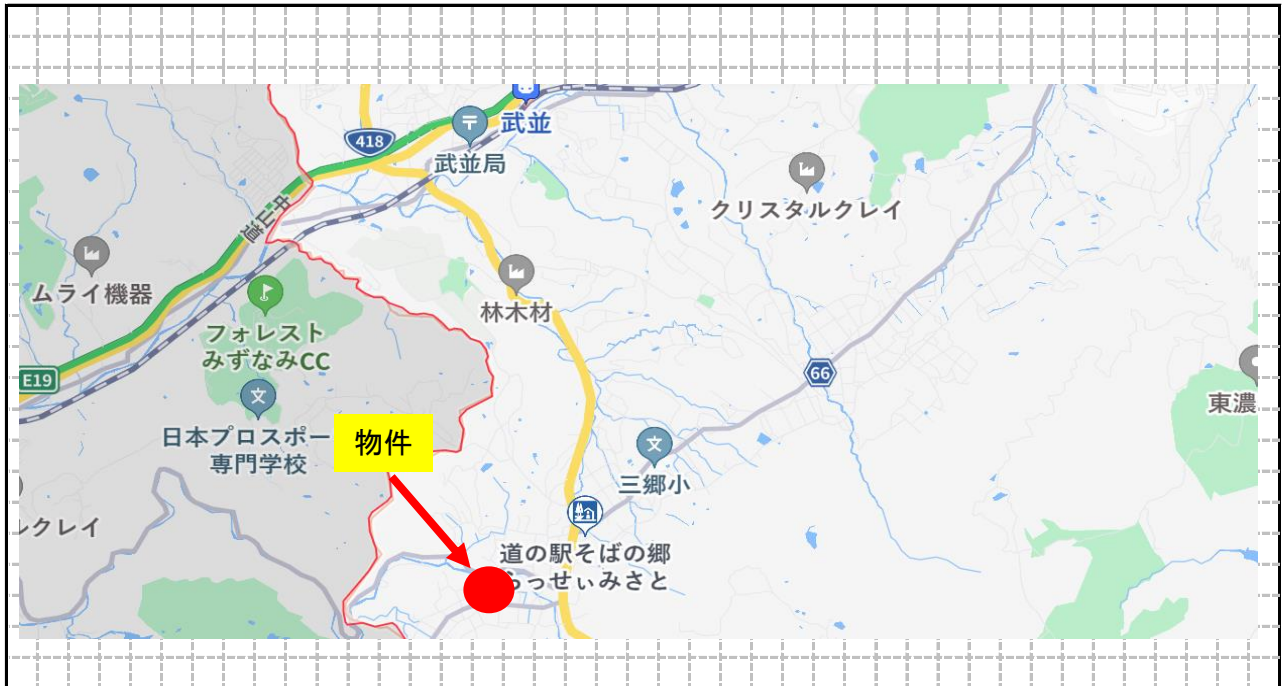 武並
418
武並局
中山道
クリスタルクレイ
ムライ機器
林木材
フォレスト
みずなみCC
E19
66
東濃
日本プロスポー
専門学校
物件
三郷小
ルクレイ
道の駅そばの郷
らっせぃみさと